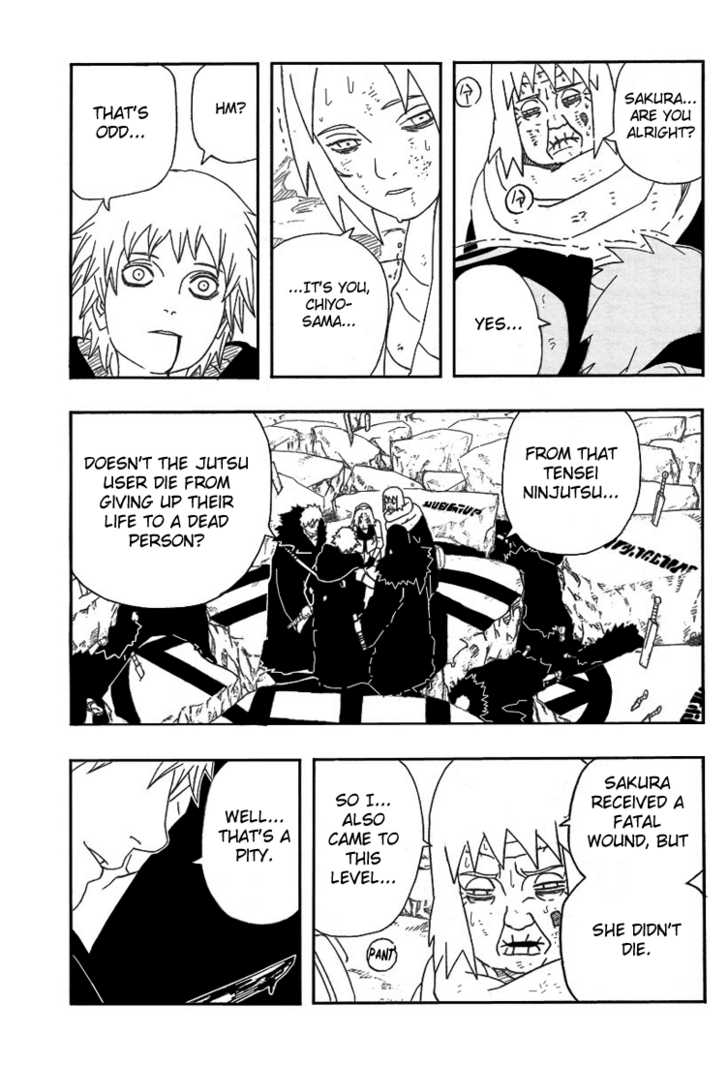 SAKURA...
ARE YOU
ALRIGHT?
YES...
...IT'S YOU,
CHIYO-
SAMA...
HM?
THAT'S
ODD...
FROM THAT
TENSEI
NINJUTSU...
DOESN'T THE JUTSU
USER DIE FROM
GIVING UP THEIR
LIFE TO A DEAD
PERSON?
SAKURA
RECEIVED A
FATAL
WOUND, BUT
SHE DIDN'T
DIE.
SO I...
ALSO
CAME TO
THIS
LEVEL...
PANT
WELL...
THAT'S A
PITY.